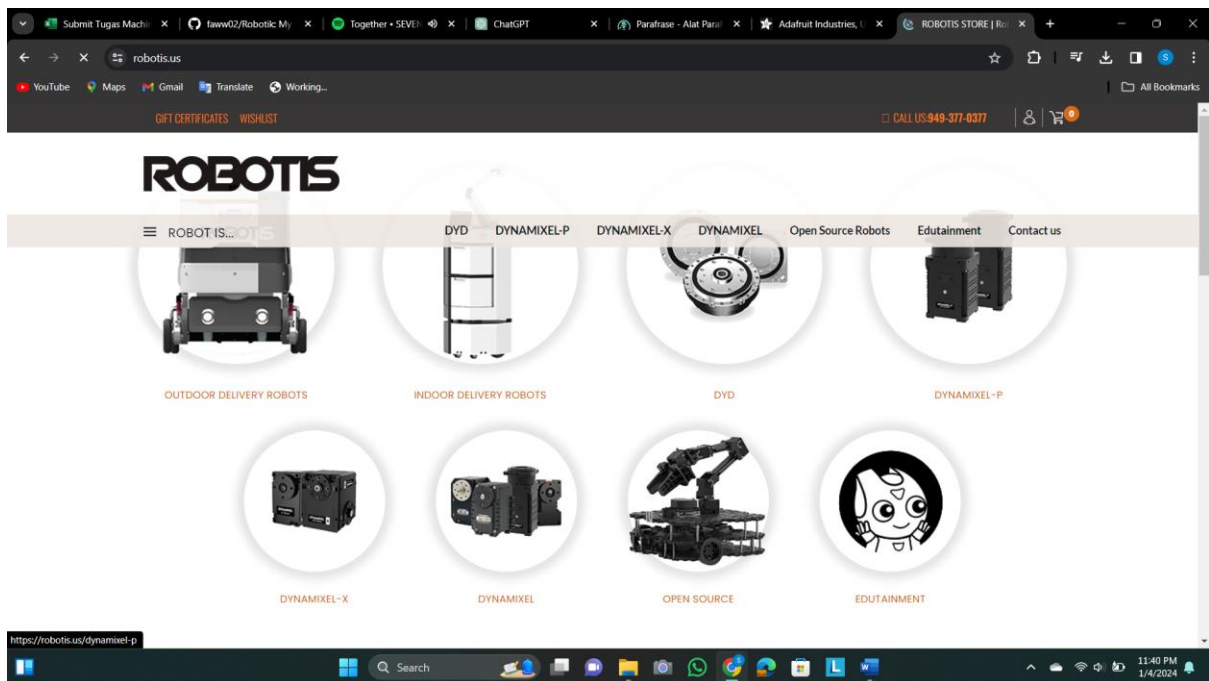 Submit Tugas Machin
faww02/Robotik: My
Together • SEVEN
ChatGPT
Parafrase - Alat Para
Adafruit Industries, U
ROBOTIS STORE | Ro
robotis.us
YouTube
Maps
Gmail
Translate
Working...
All Bookmarks
GIFT CERTIFICATES
WISHLIST
CALL US:949-377-0377
0
ROBOTIS
ROBOT IS...
DYD
DYNAMIXEL-P
DYNAMIXEL-X
DYNAMIXEL
Open Source Robots
Edutainment
Contact us
OUTDOOR DELIVERY ROBOTS
INDOOR DELIVERY ROBOTS
DYD
DYNAMIXEL-P
DYNAMIXEL-X
DYNAMIXEL
OPEN SOURCE
EDUTAINMENT
https://robotis.us/dynamixel-p
Search
11:40 PM
1/4/2024